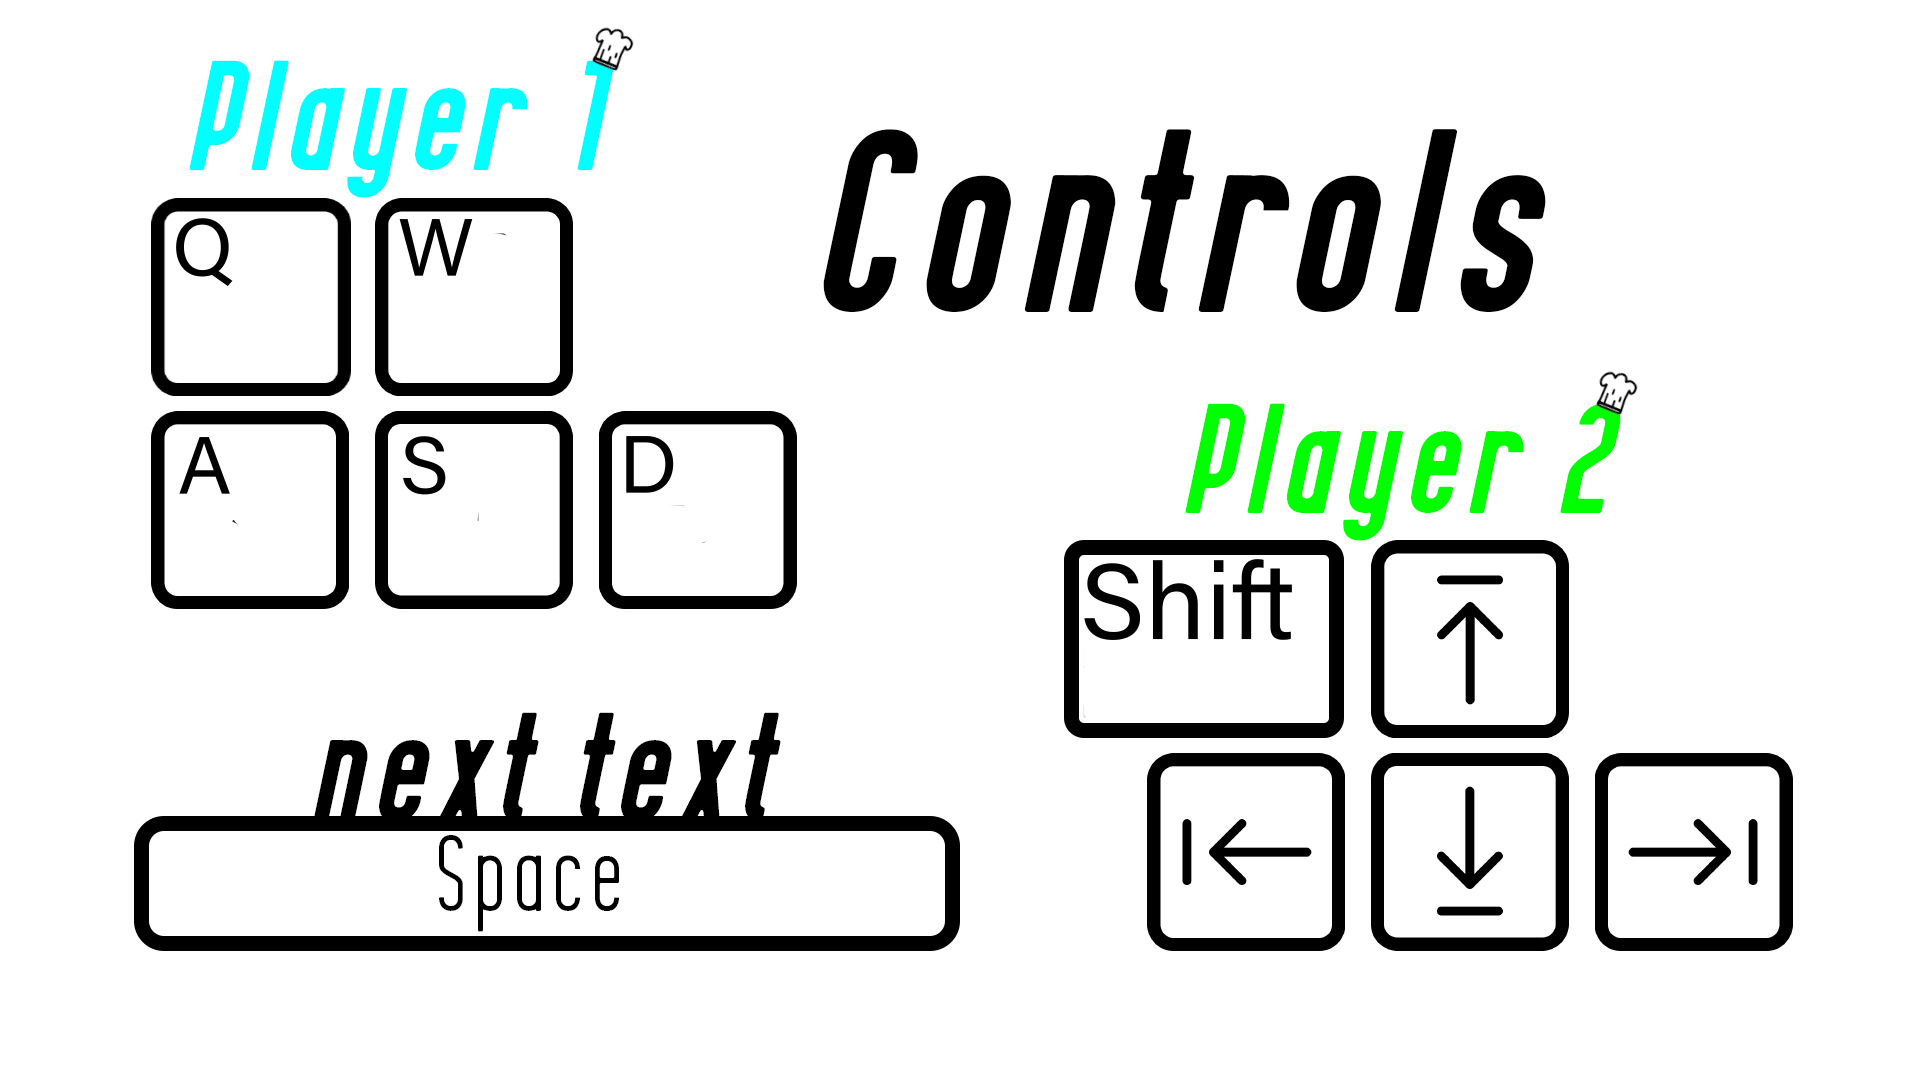 Player 1
Controls
Q W
A S D
Player 2
Shift
next text
Space